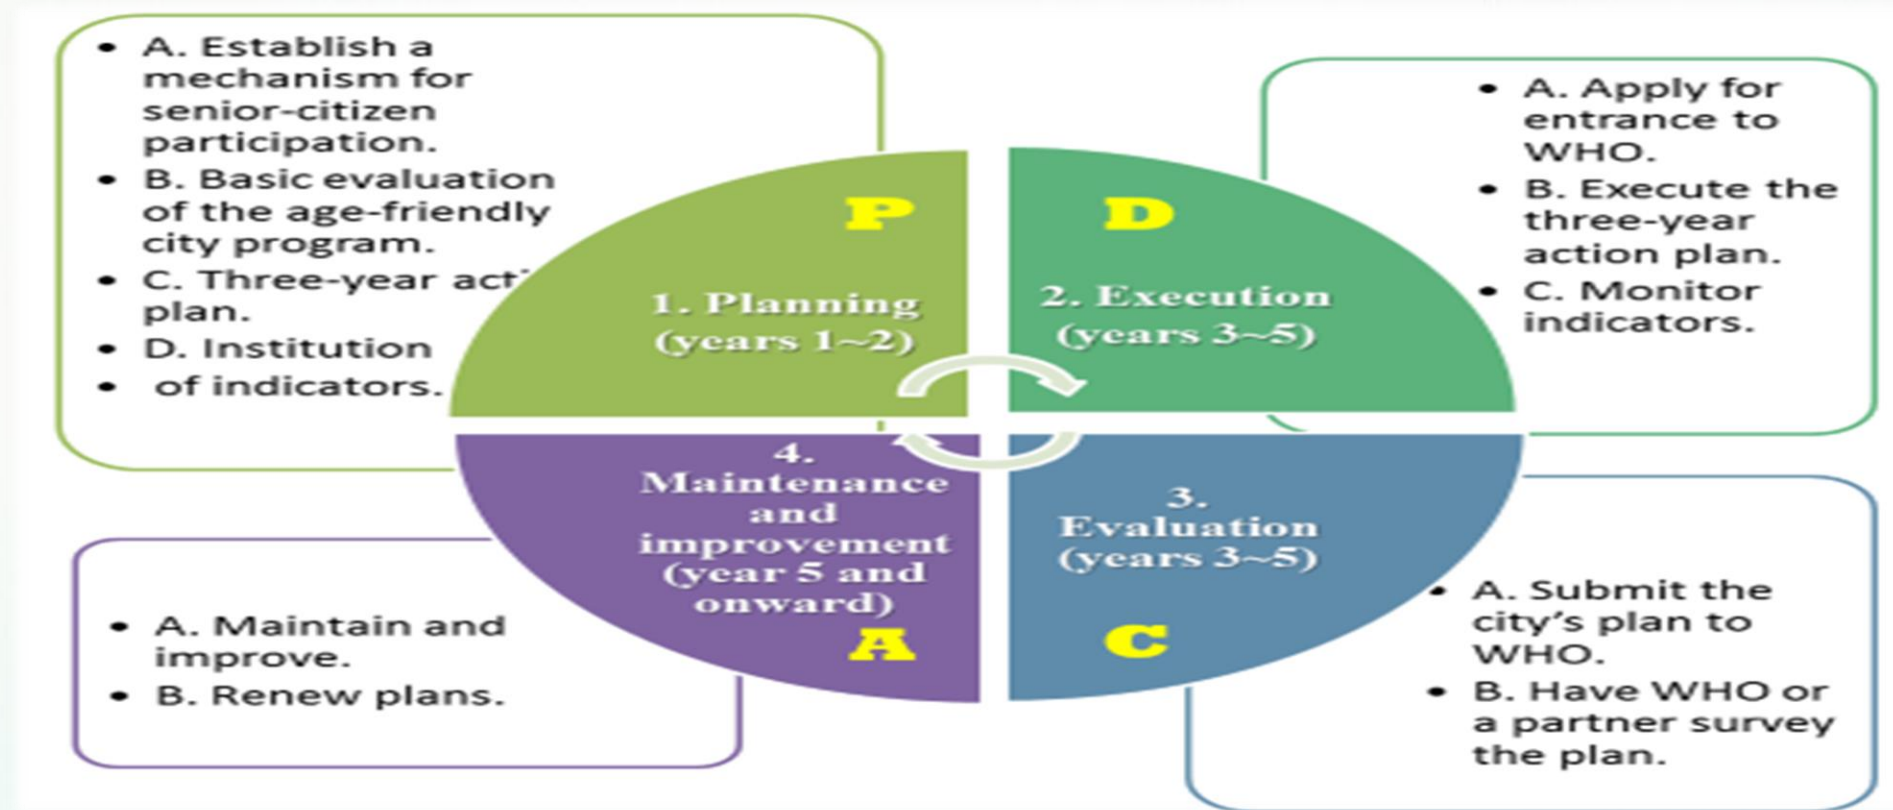 • A. Establish a
mechanism for
senior-citizen
participation.
• B. Basic evaluation
of the age-friendly
city program.
• C. Three-year acti
plan.
• D. Institution
• of indicators.
P
1. Planning
(years 1~2)
D
2. Execution
(years 3~5)
• A. Apply for
entrance to
WHO.
• B. Execute the
three-year
action plan.
• C. Monitor
indicators.
4.
Maintenance
and
improvement
(year 5 and
onward)
A
• A. Maintain and
improve.
• B. Renew plans.
3.
Evaluation
(years 3~5)
C
• A. Submit the
city’s plan to
WHO.
• B. Have WHO or
a partner survey
the plan.